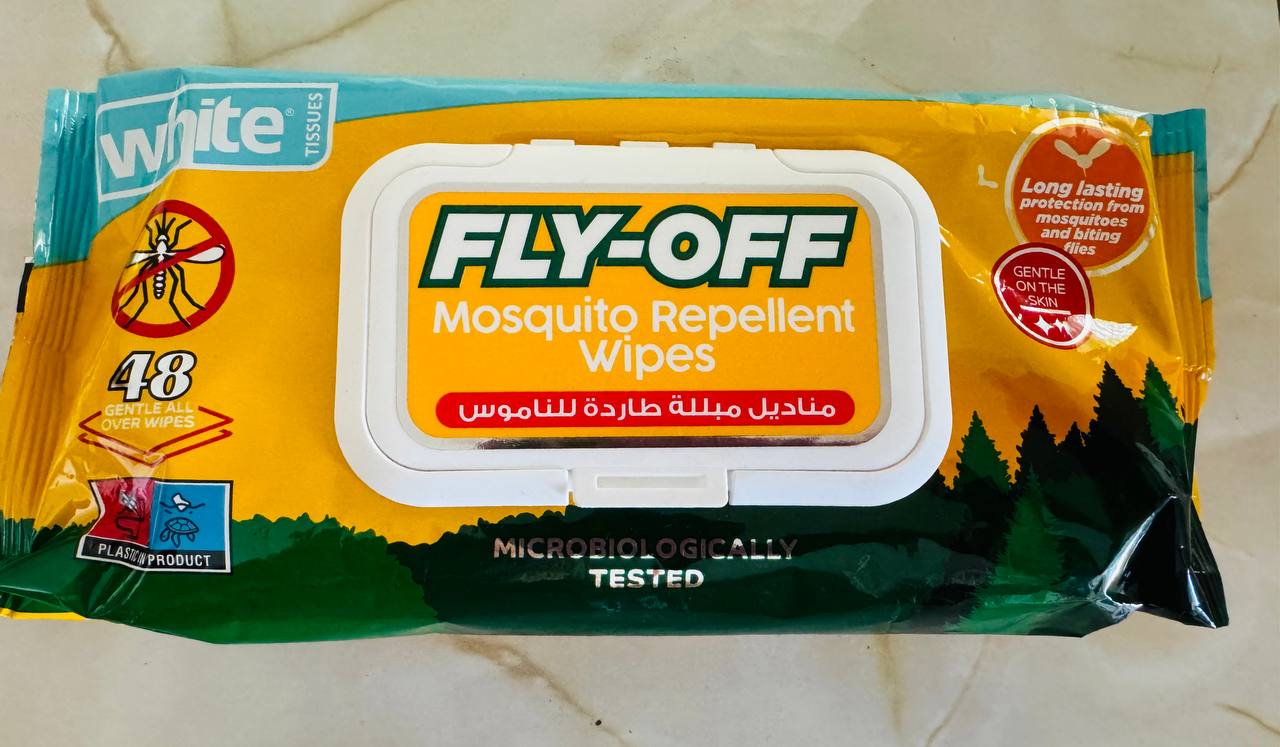 white®
TISSUES
FLY-OFF
Mosquito Repellent
Wipes
مناديل مبللة طاردة للناموس
Long lasting
protection from
mosquitoes
and biting
flies
GENTLE
ON THE
SKIN
48
GENTLE ALL
OVER WIPES
PLASTIC IN PRODUCT
MICROBIOLOGICALLY
TESTED